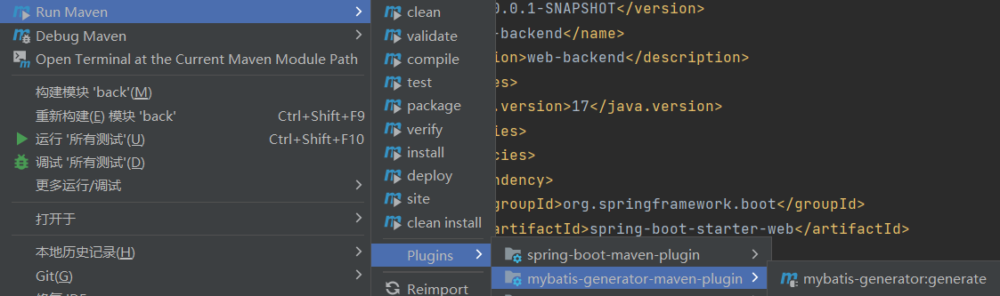 Run Maven
Debug Maven
Open Terminal at the Current Maven Module Path
构建模块 'back'(M)
重新构建(E) 模块 'back' Ctrl+Shift+F9
运行 '所有测试'(U) Ctrl+Shift+F10
调试 '所有测试'(D)
更多运行/调试
打开于
本地历史记录(H)
Git(G)
clean
validate
compile
test
package
verify
install
deploy
site
clean install
Plugins
Reimport
spring-boot-maven-plugin
mybatis-generator-maven-plugin
mybatis-generator:generate
.0.1-SNAPSHOT</version>
-backend</name>
ion>web-backend</description>
es>
.version>17</java.version>
ies>
cies>
ndency>
groupId>org.springframework.boot</groupId>
artifactId>spring-boot-starter-web</artifactId>